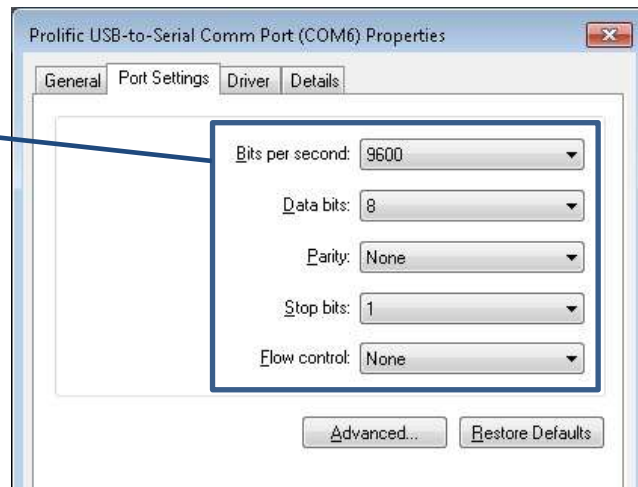 Prolific USB-to-Serial Comm Port (COM6) Properties
General Port Settings Driver Details
Bits per second: 9600
Data bits: 8
Parity: None
Stop bits: 1
Flow control: None
Advanced... Restore Defaults